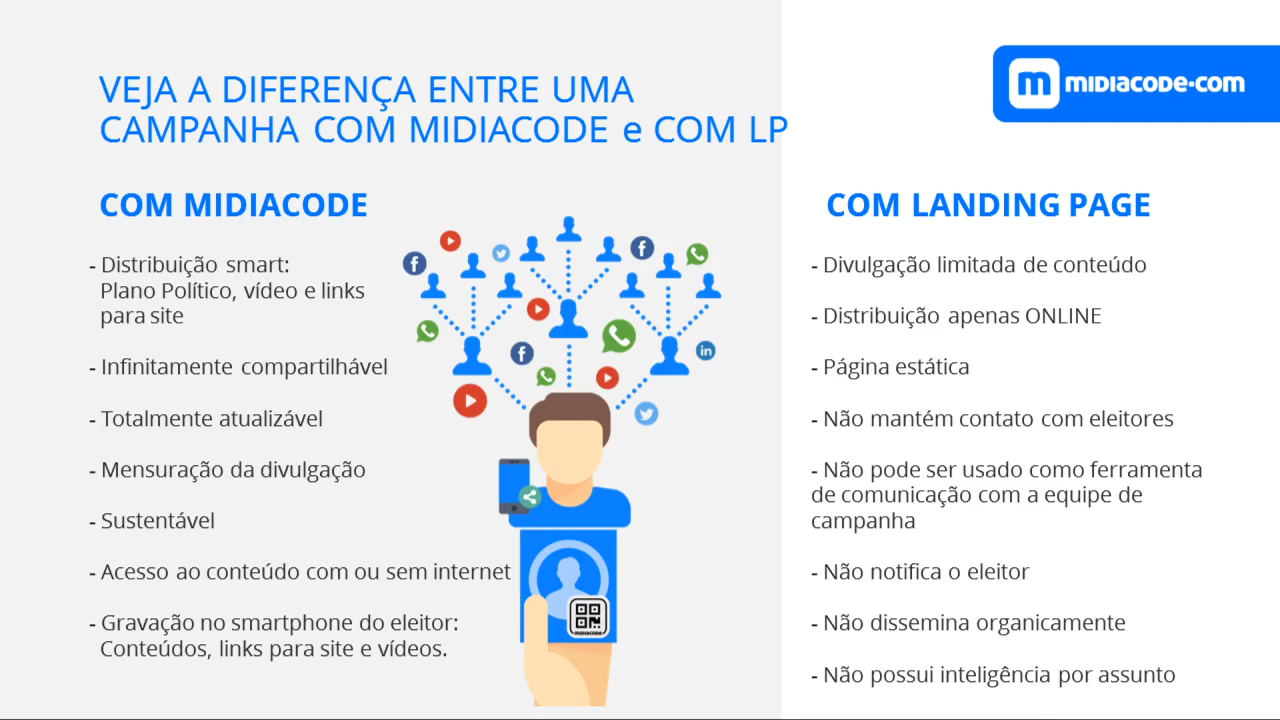 VEJA A DIFERENÇA ENTRE UMA
CAMPANHA COM MIDIACODE e COM LP
m midiacode.com
COM MIDIACODE
- Distribuição smart:
Plano Político, vídeo e links
para site
- Infinitamente compartilhável
- Totalmente atualizável
- Mensuração da divulgação
- Sustentável
- Acesso ao conteúdo com ou sem internet
- Gravação no smartphone do eleitor:
Conteúdos, links para site e vídeos.
in
midiacode
COM LANDING PAGE
- Divulgação limitada de conteúdo
- Distribuição apenas ONLINE
- Página estática
- Não mantém contato com eleitores
- Não pode ser usado como ferramenta
de comunicação com a equipe de
campanha
- Não notifica o eleitor
- Não dissemina organicamente
- Não possui inteligência por assunto